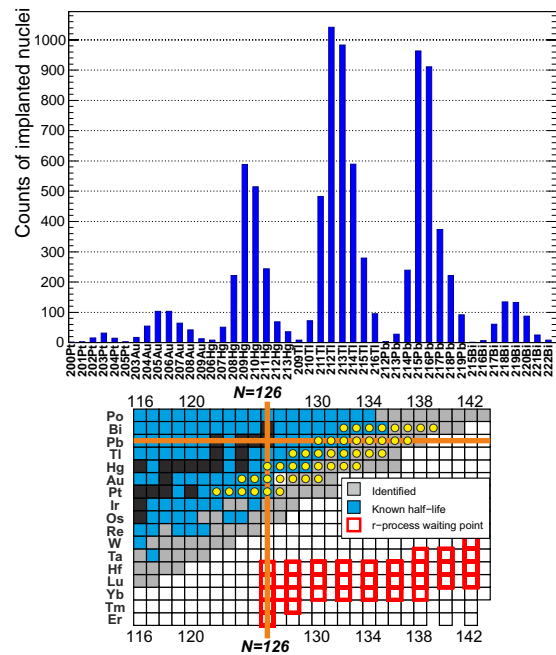 Counts of implanted nuclei
1000
900
800
700
600
500
400
300
200
100
0
200Pt 201Pt 202Pt 203Pt 204Pt 205Pt 203Au 204Au 205Au 206Au 207Au 208Au 209Au 206Hg 207Hg 208Hg 209Hg 210Hg 211Hg 212Hg 213Hg 209Tl 210Tl 211Tl 212Tl 213Tl 214Tl 215Tl 216Tl 212Pb 213Pb 214Pb 215Pb 216Pb 217Pb 218Pb 219Pb 215Bi 216Bi 217Bi 218Bi 219Bi 220Bi 221Bi 222Bi
N=126
116 120 130 134 138 142
Po
Bi
Pb
Tl
Hg
Au
Pt
Ir
Os
Re
W
Ta
Hf
Lu
Yb
Tm
Er
Identified
Known half-life
r-process waiting point
116 120 130 134 138 142
N=126